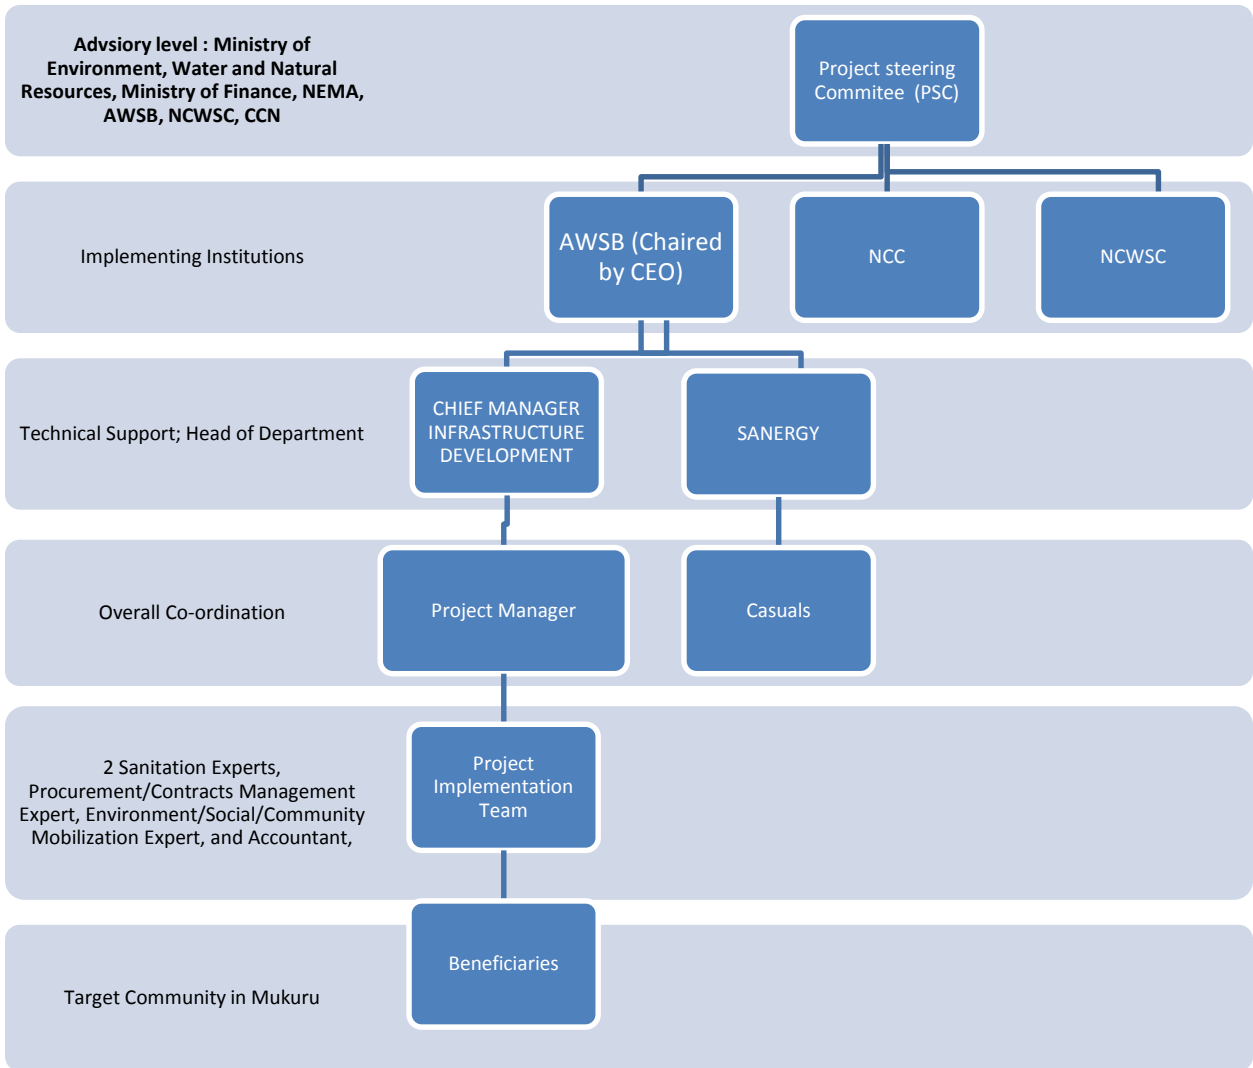 Advsiory level : Ministry of
Environment, Water and Natural
Resources, Ministry of Finance, NEMA,
AWSB, NCWSC, CCN
Project steering
Commitee  (PSC)
Implementing Institutions
AWSB (Chaired
by CEO)
NCC
NCWSC
Technical Support; Head of Department
CHIEF MANAGER
INFRASTRUCTURE
DEVELOPMENT
SANERGY
Overall Co-ordination
Project Manager
Casuals
2 Sanitation Experts,
Procurement/Contracts Management
Expert, Environment/Social/Community
Mobilization Expert, and Accountant,
Project
Implementation
Team
Target Community in Mukuru
Beneficiaries